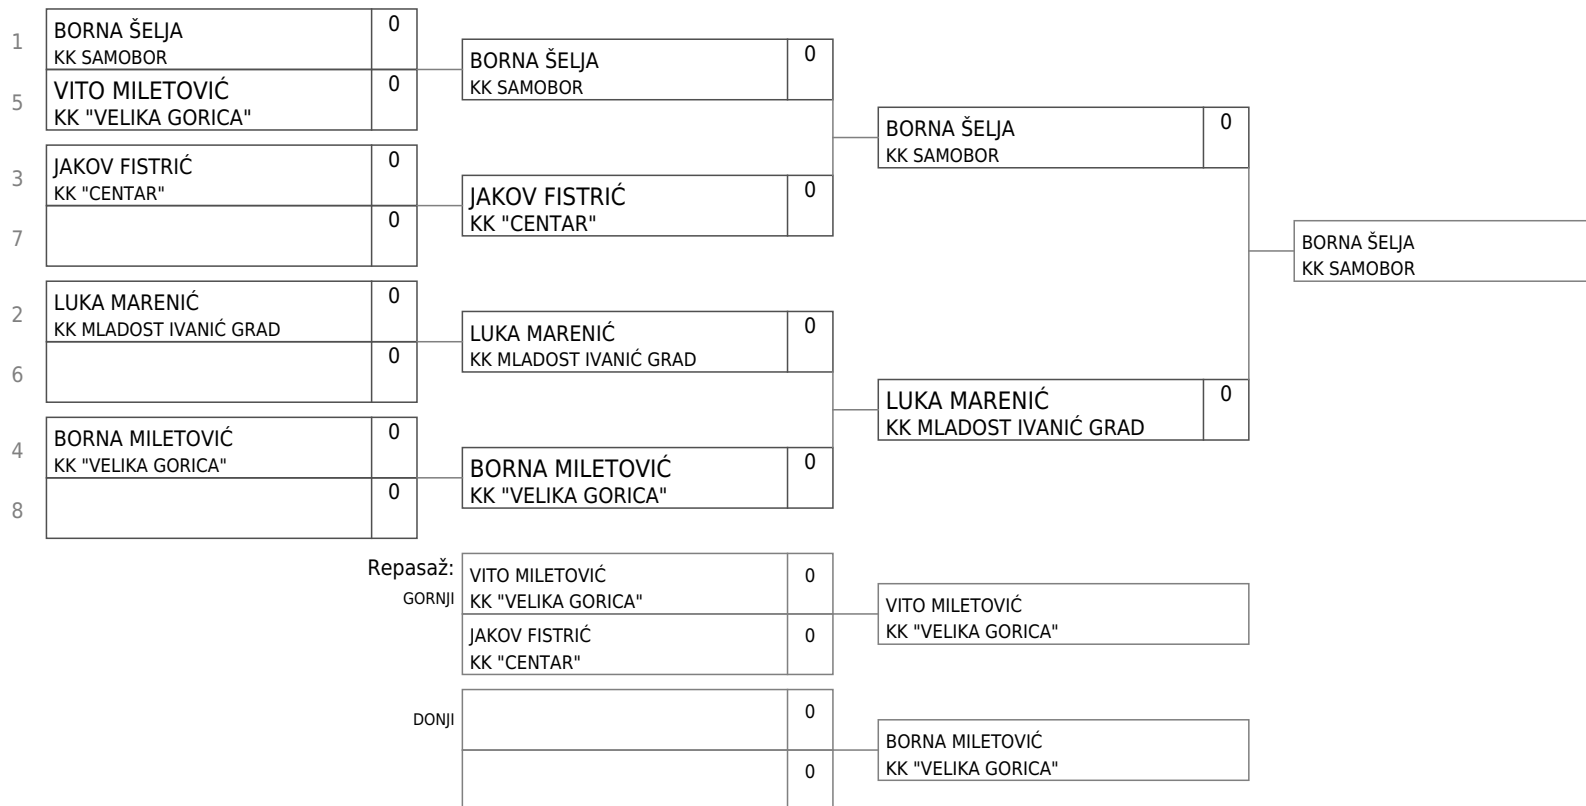 1
BORNA ŠELJA
KK SAMOBOR
0
5
VITO MILETOVIĆ
KK "VELIKA GORICA"
0
3
JAKOV FISTRIĆ
KK "CENTAR"
0
7
0
2
LUKA MARENIĆ
KK MLADOST IVANIĆ GRAD
0
6
0
4
BORNA MILETOVIĆ
KK "VELIKA GORICA"
0
8
0
BORNA ŠELJA
KK SAMOBOR
0
JAKOV FISTRIĆ
KK "CENTAR"
0
LUKA MARENIĆ
KK MLADOST IVANIĆ GRAD
0
BORNA MILETOVIĆ
KK "VELIKA GORICA"
0
BORNA ŠELJA
KK SAMOBOR
0
LUKA MARENIĆ
KK MLADOST IVANIĆ GRAD
0
BORNA ŠELJA
KK SAMOBOR
Repasaž:
GORNJI
VITO MILETOVIĆ
KK "VELIKA GORICA"
0
JAKOV FISTRIĆ
KK "CENTAR"
0
VITO MILETOVIĆ
KK "VELIKA GORICA"
DONJI
0
0
BORNA MILETOVIĆ
KK "VELIKA GORICA"